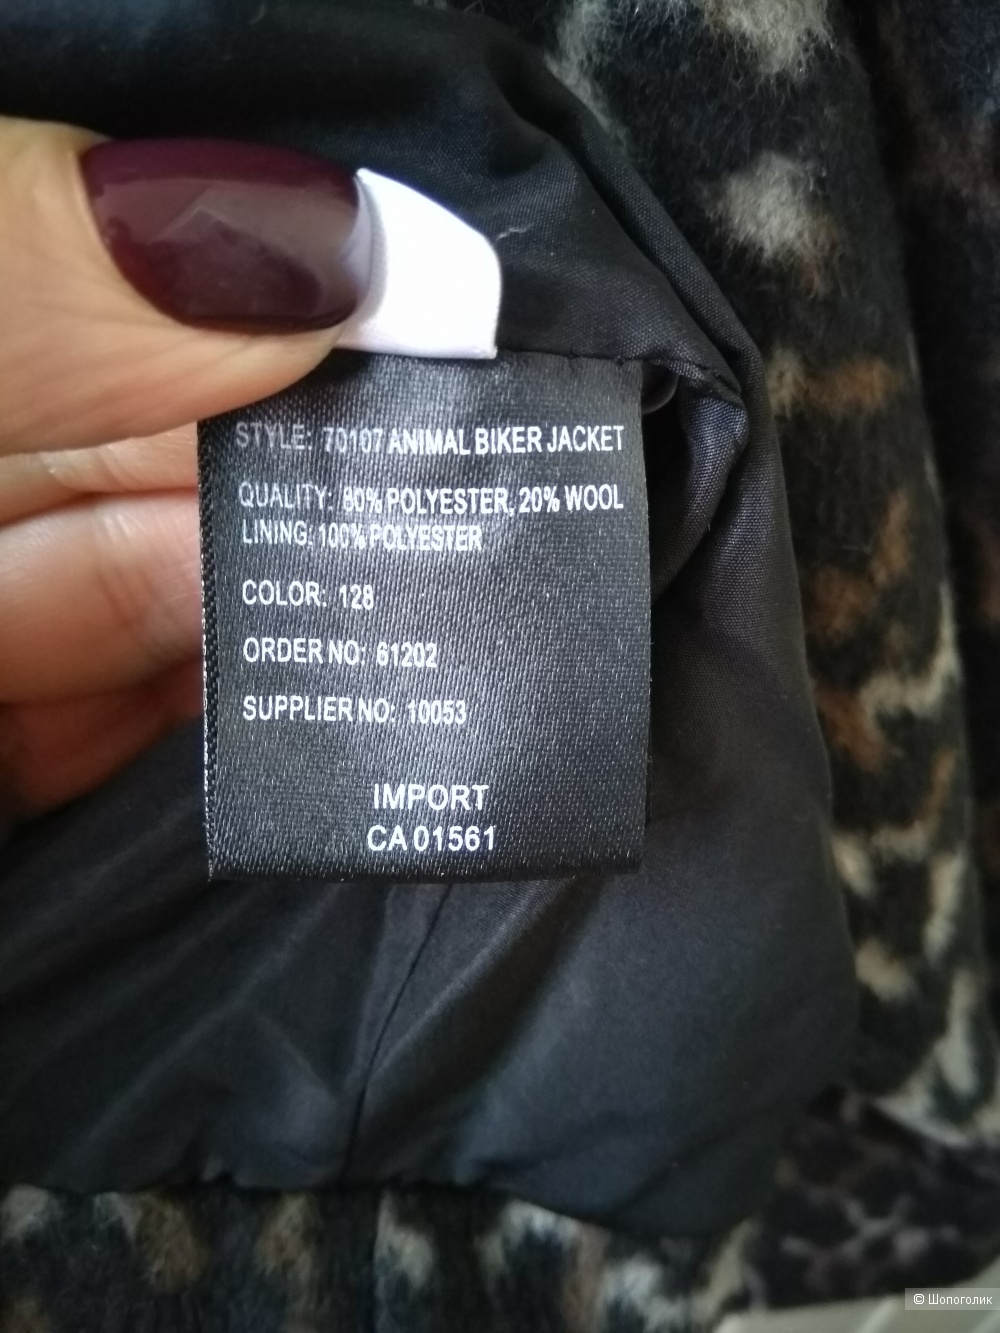 STYLE: 70107 ANIMAL BIKER JACKET
QUALITY: 80% POLYESTER, 20% WOOL
LINING: 100% POLYESTER
COLOR: 128
ORDER NO: 61202
SUPPLIER NO: 10053
IMPORT
CA 01561
© Шопоголик